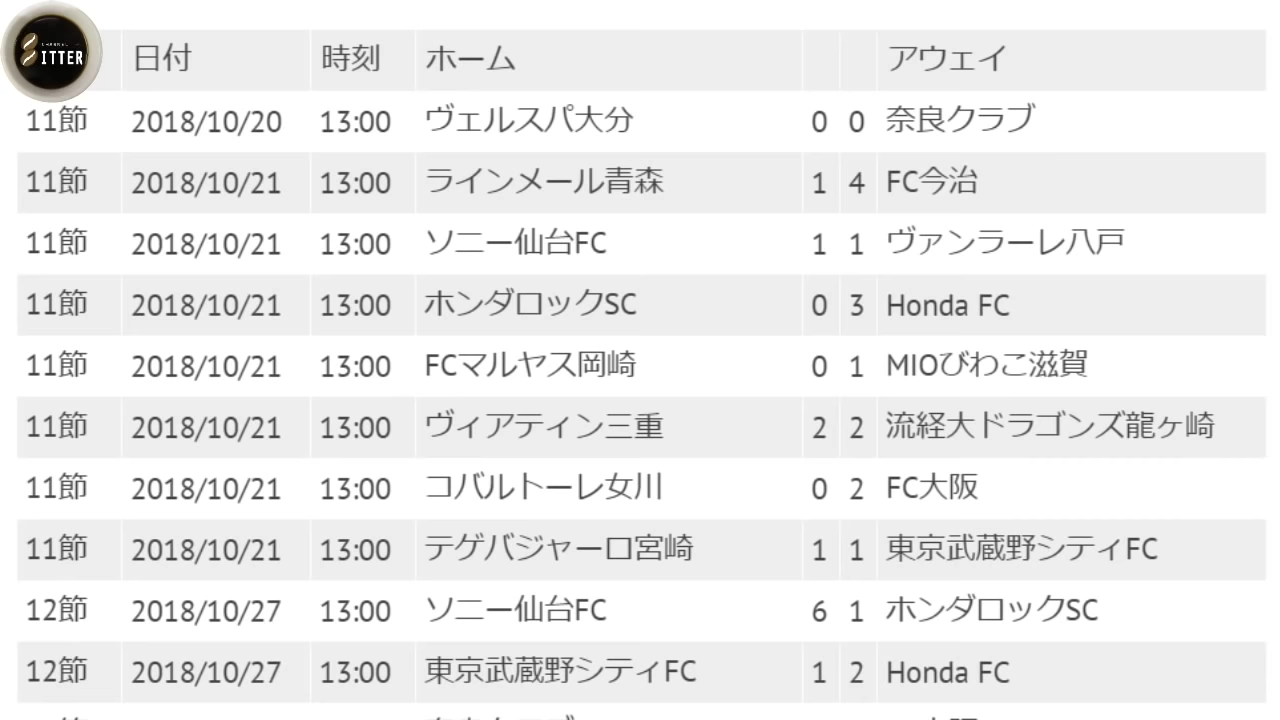 ITTER
日付 時刻 ホーム アウェイ
11節 2018/10/20 13:00 ヴェルスパ大分 0 0 奈良クラブ
11節 2018/10/21 13:00 ラインメール青森 1 4 FC今治
11節 2018/10/21 13:00 ソニー仙台FC 1 1 ヴァンラーレ八戸
11節 2018/10/21 13:00 ホンダロックSC 0 3 Honda FC
11節 2018/10/21 13:00 FCマルヤス岡崎 0 1 MIOびわこ滋賀
11節 2018/10/21 13:00 ヴィアティン三重 2 2 流経大ドラゴンズ龍ヶ崎
11節 2018/10/21 13:00 コバルトーレ女川 0 2 FC大阪
11節 2018/10/21 13:00 テゲバジャーロ宮崎 1 1 東京武蔵野シティFC
12節 2018/10/27 13:00 ソニー仙台FC 6 1 ホンダロックSC
12節 2018/10/27 13:00 東京武蔵野シティFC 1 2 Honda FC